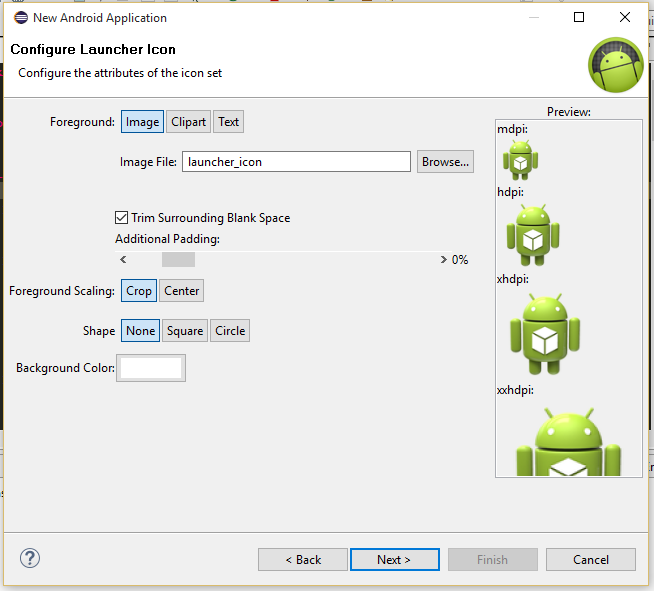 New Android Application
Configure Launcher Icon
Configure the attributes of the icon set
Foreground: Image Clipart Text
Preview:
mdpi:
Image File: launcher_icon Browse...
hdpi:
Trim Surrounding Blank Space
Additional Padding:
< > 0%
xhdpi:
Foreground Scaling: Crop Center
Shape None Square Circle
Background Color:
xxhdpi:
? < Back Next > Finish Cancel